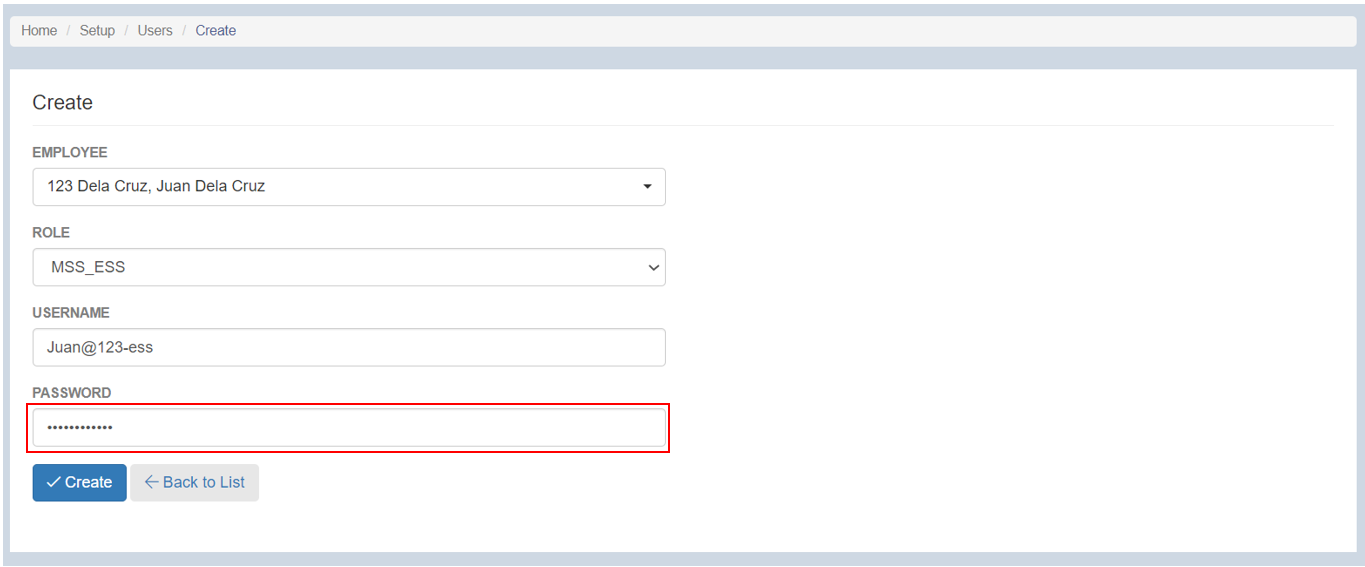 Home / Setup / Users / Create
Create
EMPLOYEE
123 Dela Cruz, Juan Dela Cruz
ROLE
MSS_ESS
USERNAME
Juan@123-ess
PASSWORD
••••••••••••
Create Back to List